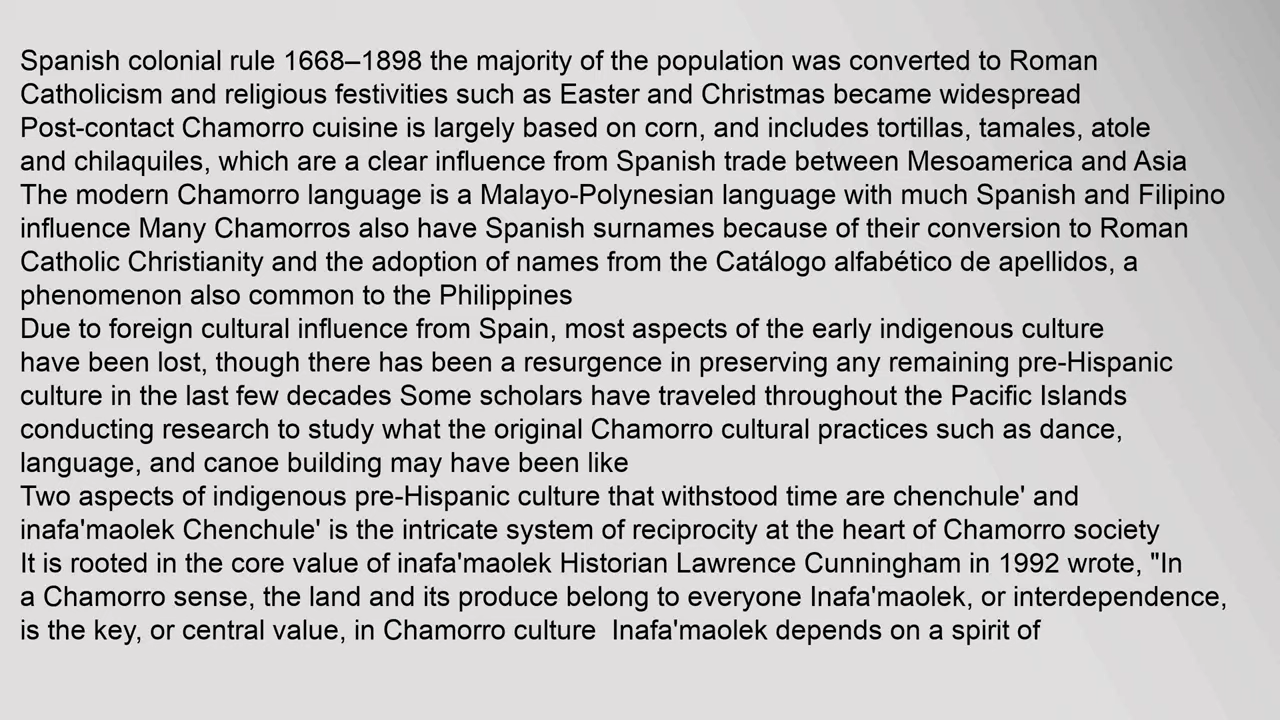 Spanish colonial rule 1668–1898 the majority of the population was converted to Roman
Catholicism and religious festivities such as Easter and Christmas became widespread
Post-contact Chamorro cuisine is largely based on corn, and includes tortillas, tamales, atole
and chilaquiles, which are a clear influence from Spanish trade between Mesoamerica and Asia
The modern Chamorro language is a Malayo-Polynesian language with much Spanish and Filipino
influence Many Chamorros also have Spanish surnames because of their conversion to Roman
Catholic Christianity and the adoption of names from the Catálogo alfabético de apellidos, a
phenomenon also common to the Philippines
Due to foreign cultural influence from Spain, most aspects of the early indigenous culture
have been lost, though there has been a resurgence in preserving any remaining pre-Hispanic
culture in the last few decades Some scholars have traveled throughout the Pacific Islands
conducting research to study what the original Chamorro cultural practices such as dance,
language, and canoe building may have been like
Two aspects of indigenous pre-Hispanic culture that withstood time are chenchule' and
inafa'maolek Chenchule' is the intricate system of reciprocity at the heart of Chamorro society
It is rooted in the core value of inafa'maolek Historian Lawrence Cunningham in 1992 wrote, "In
a Chamorro sense, the land and its produce belong to everyone Inafa'maolek, or interdependence,
is the key, or central value, in Chamorro culture  Inafa'maolek depends on a spirit of